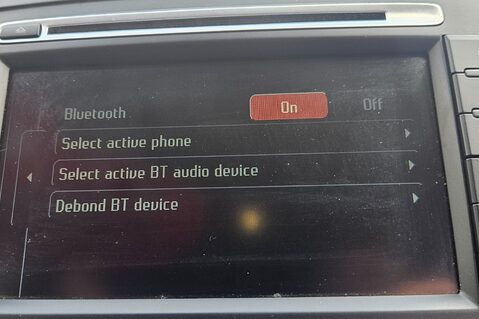 Bluetooth On Off
Select active phone
Select active BT audio device
Debond BT device